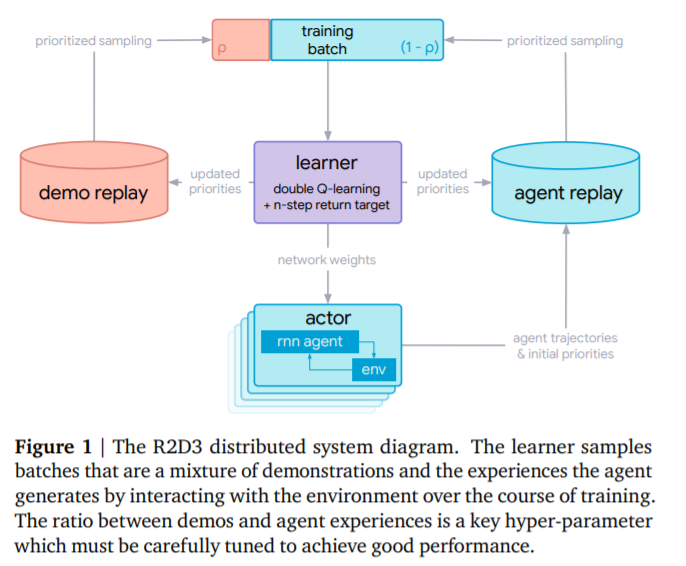 prioritized sampling
ρ
training
batch
(1 - ρ)
prioritized sampling
demo replay
updated
priorities
learner
double Q-learning
+ n-step return target
updated
priorities
agent replay
network weights
actor
rnn agent
env
agent trajectories
& initial priorities
Figure 1 | The R2D3 distributed system diagram. The learner samples
batches that are a mixture of demonstrations and the experiences the agent
generates by interacting with the environment over the course of training.
The ratio between demos and agent experiences is a key hyper-parameter
which must be carefully tuned to achieve good performance.